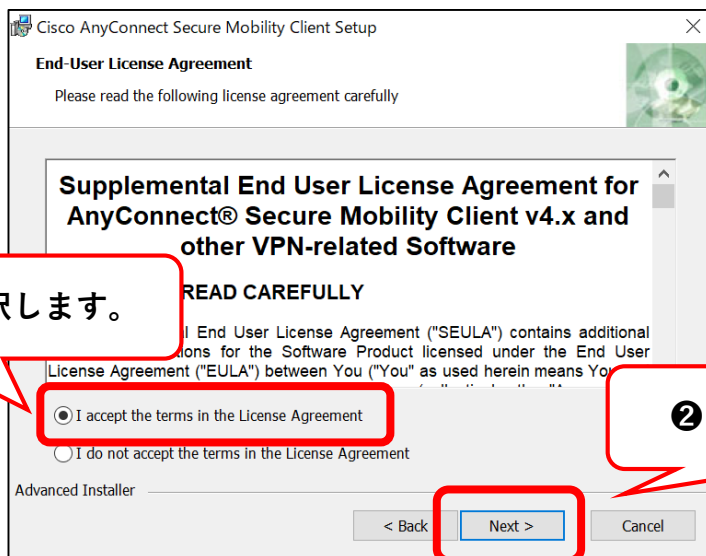 Cisco AnyConnect Secure Mobility Client Setup
End-User License Agreement
Please read the following license agreement carefully
Supplemental End User License Agreement for
AnyConnect® Secure Mobility Client v4.x and
other VPN-related Software
READ CAREFULLY
します。
End User License Agreement ("SEULA") contains additional
for the Software Product licensed under the End User
License Agreement ("EULA") between You ("You" as used herein means
I accept the terms in the License Agreement
❷
I do not accept the terms in the License Agreement
Advanced Installer
< Back
Next >
Cancel